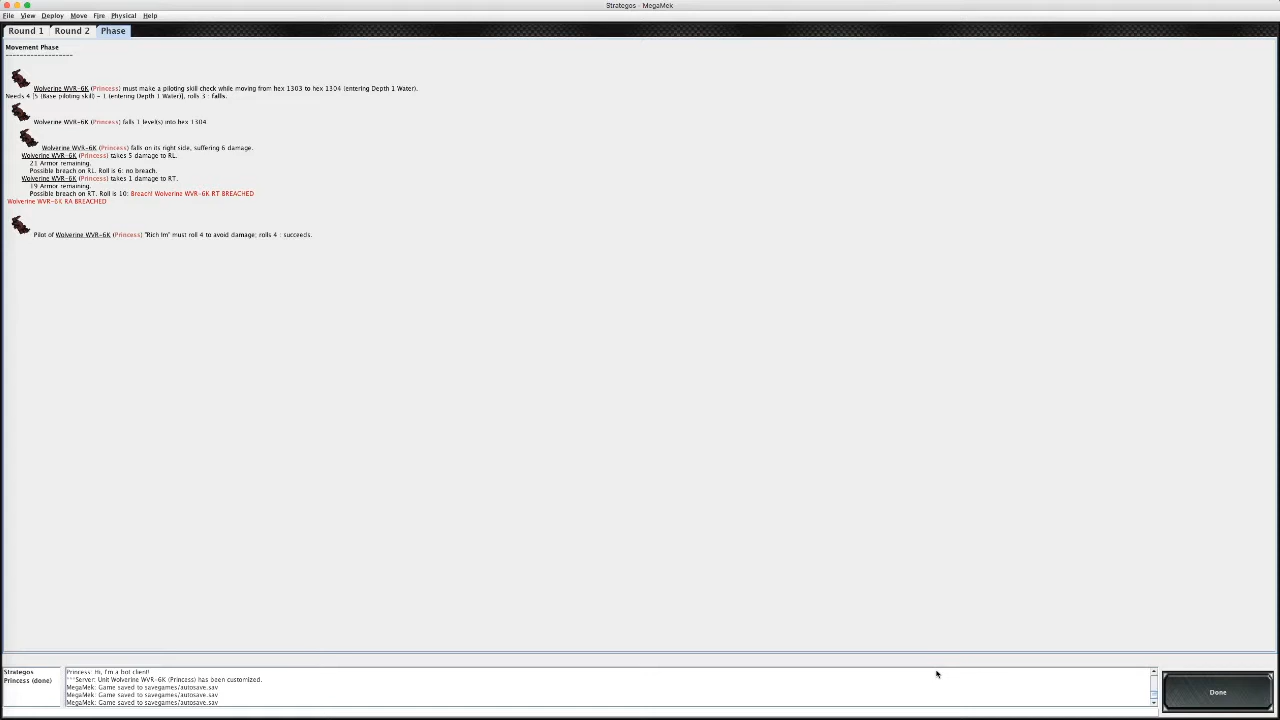 Strategos - MegaMek
File View Deploy Move Fire Physical Help
Round 1 Round 2 Phase
Movement Phase
--------------------
Wolverine WVR-6K (Princess) must make a piloting skill check while moving from hex 1303 to hex 1304 (entering Depth 1 Water).
Needs 4 [5 (Base piloting skill) - 1 (entering Depth 1 Water)], rolls 3 : falls.
Wolverine WVR-6K (Princess) falls 1 level(s) into hex 1304
Wolverine WVR-6K (Princess) falls on its right side, suffering 6 damage.
Wolverine WVR-6K (Princess) takes 5 damage to RL.
21 Armor remaining.
Possible breach on RL. Roll is 6: no breach.
Wolverine WVR-6K (Princess) takes 1 damage to RT.
19 Armor remaining.
Possible breach on RT. Roll is 10: Breach! Wolverine WVR-6K RT BREACHED
Wolverine WVR-6K RA BREACHED
Pilot of Wolverine WVR-6K (Princess) "Rich Im" must roll 4 to avoid damage; rolls 4 : succeeds.
Strategos
Princess (done)
Princess: Hi, I'm a bot client!
***Server: Unit Wolverine WVR-6K (Princess) has been customized.
MegaMek: Game saved to savegames/autosave.sav
MegaMek: Game saved to savegames/autosave.sav
MegaMek: Game saved to savegames/autosave.sav
Done